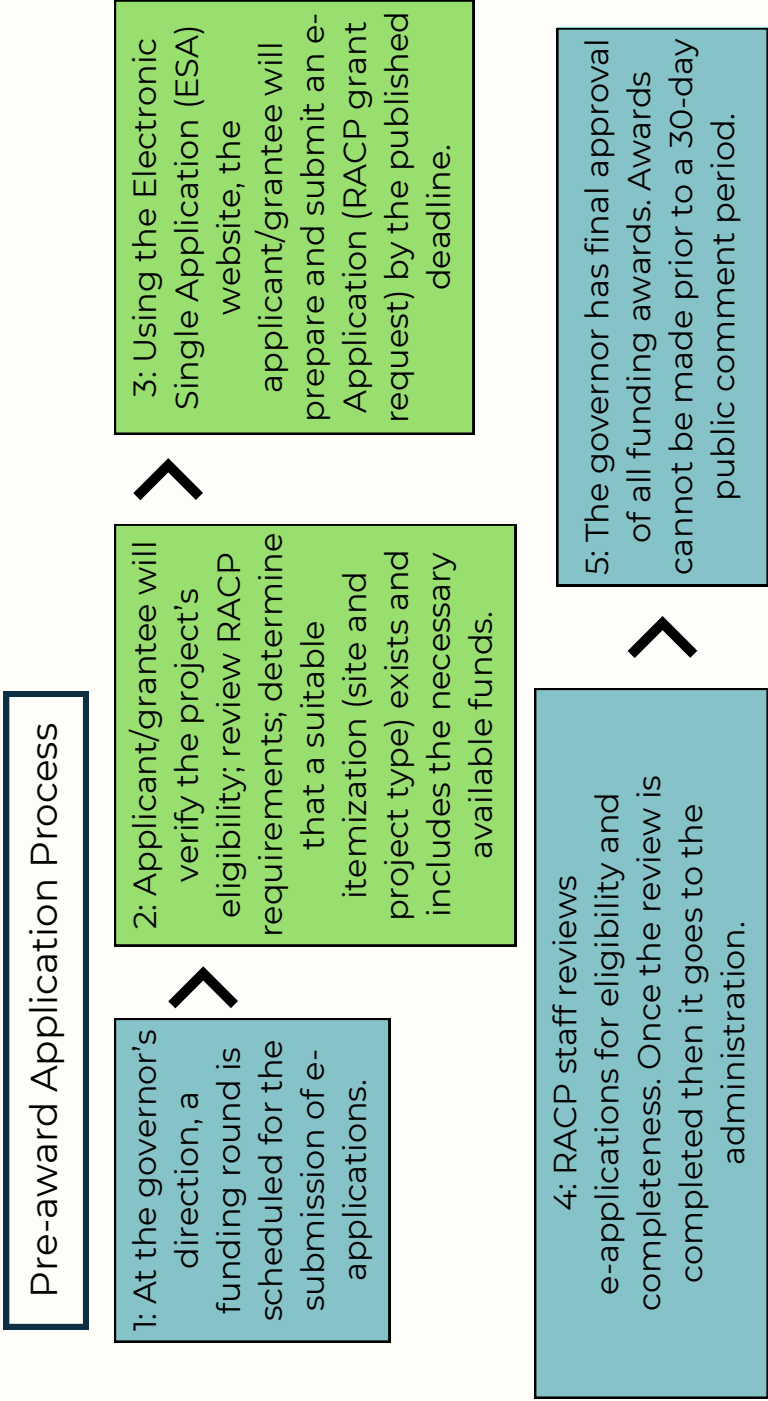 Pre-award Application Process
1: At the governor's
direction, a
funding round is
scheduled for the
submission of e-
applications.
2: Applicant/grantee will
verify the project's
eligibility; review RACP
requirements; determine
that a suitable
itemization (site and
project type) exists and
includes the necessary
available funds.
3: Using the Electronic
Single Application (ESA)
website, the
applicant/grantee will
prepare and submit an e-
Application (RACP grant
request) by the published
deadline.
4: RACP staff reviews
e-applications for eligibility and
completeness. Once the review is
completed then it goes to the
administration.
5: The governor has final approval
of all funding awards. Awards
cannot be made prior to a 30-day
public comment period.